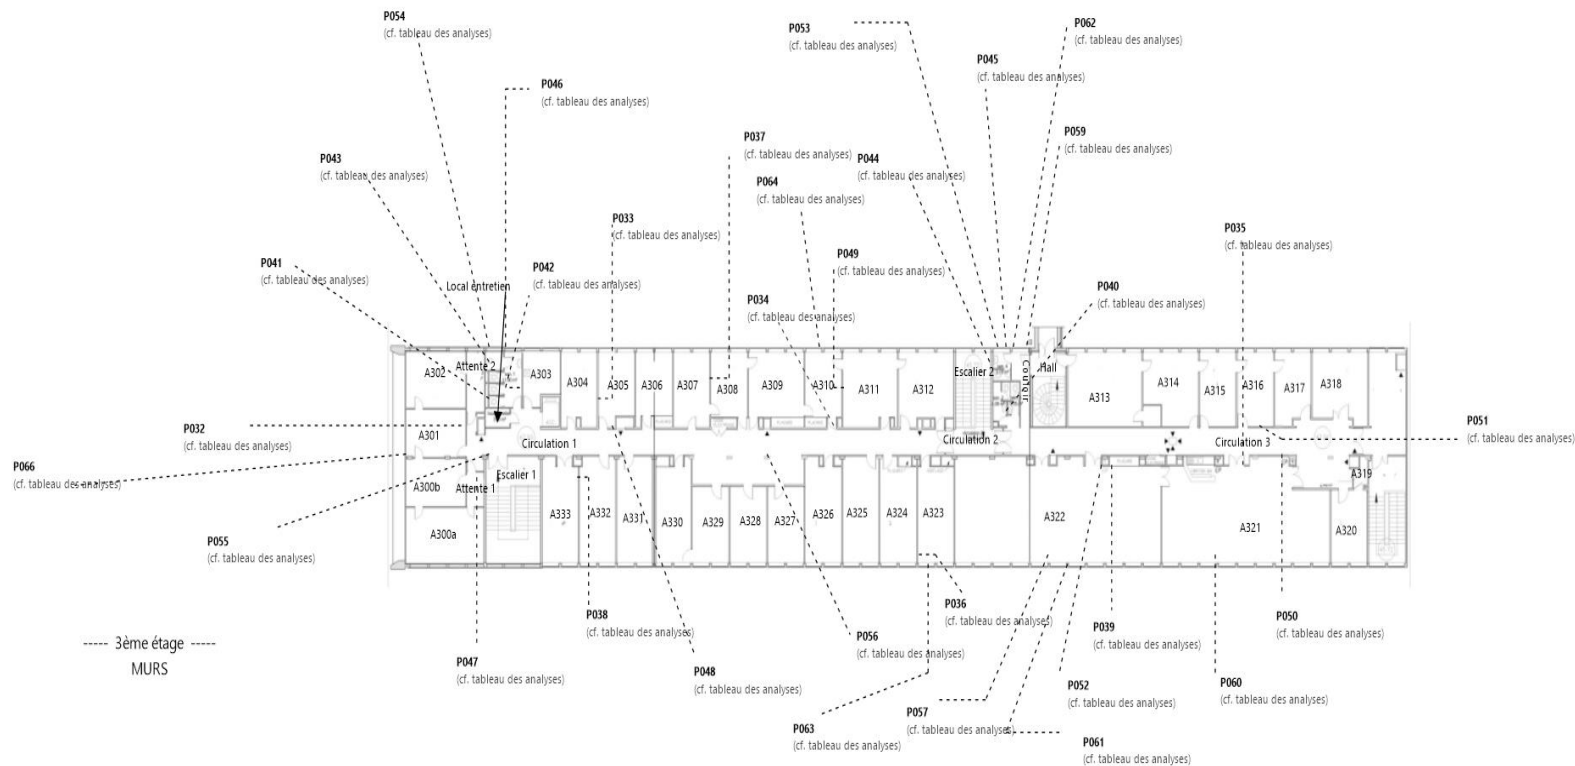 P054
(cf. tableau des analyses)
P053
(cf. tableau des analyses)
P062
(cf. tableau des analyses)
P045
(cf. tableau des analyses)
P046
(cf. tableau des analyses)
P037
(cf. tableau des analyses)
P059
(cf. tableau des analyses)
P043
(cf. tableau des analyses)
P044
(cf. tableau des analyses)
P064
(cf. tableau des analyses)
P033
(cf. tableau des analyses)
P035
(cf. tableau des analyses)
P041
(cf. tableau des analyses)
P042
(cf. tableau des analyses)
P049
(cf. tableau des analyses)
Local entretien
P034
(cf. tableau des analyses)
P040
(cf. tableau des analyses)
A302
Attente 2
A303
A304
A305
A306
A307
A308
A309
A310
A311
A312
Escalier 2
Couloir
Hall
A313
A314
A315
A316
A317
A318
P032
(cf. tableau des analyses)
A301
Circulation 1
Circulation 2
Circulation 3
P051
(cf. tableau des analyses)
P066
(cf. tableau des analyses)
A300b
Attente 1
Escalier 1
A319
A300a
A333
A332
A331
A330
A329
A328
A327
A326
A325
A324
A323
A322
A321
A320
P055
(cf. tableau des analyses)
P038
(cf. tableau des analyses)
P036
(cf. tableau des analyses)
P056
(cf. tableau des analyses)
P039
(cf. tableau des analyses)
P050
(cf. tableau des analyses)
----- 3ème étage -----
MURS
P047
(cf. tableau des analyses)
P048
(cf. tableau des analyses)
P052
(cf. tableau des analyses)
P060
(cf. tableau des analyses)
P063
(cf. tableau des analyses)
P057
(cf. tableau des analyses)
P061
(cf. tableau des analyses)